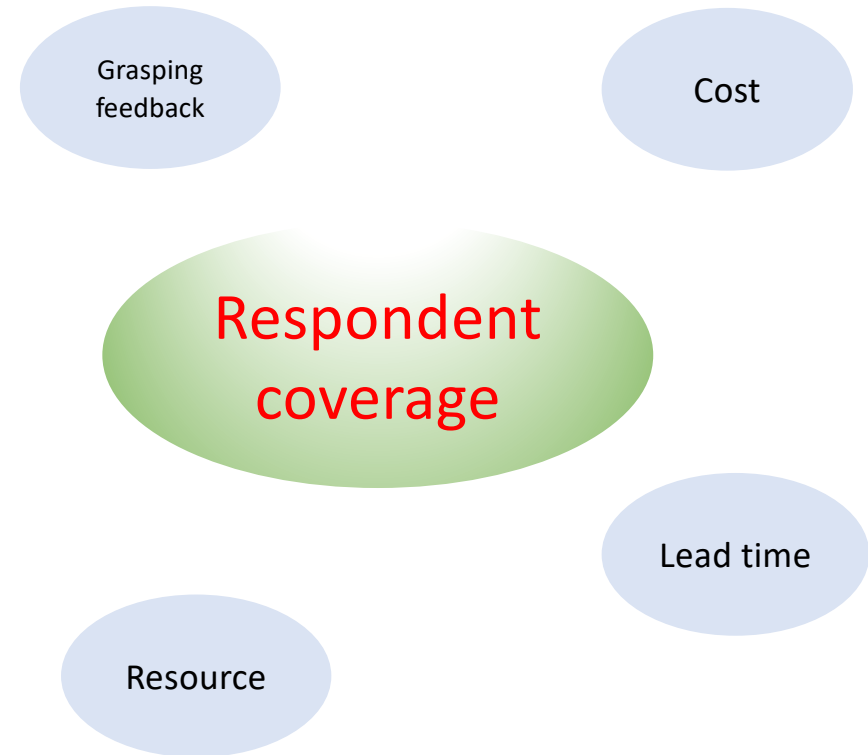 Grasping
feedback
Cost
Respondent
coverage
Lead time
Resource